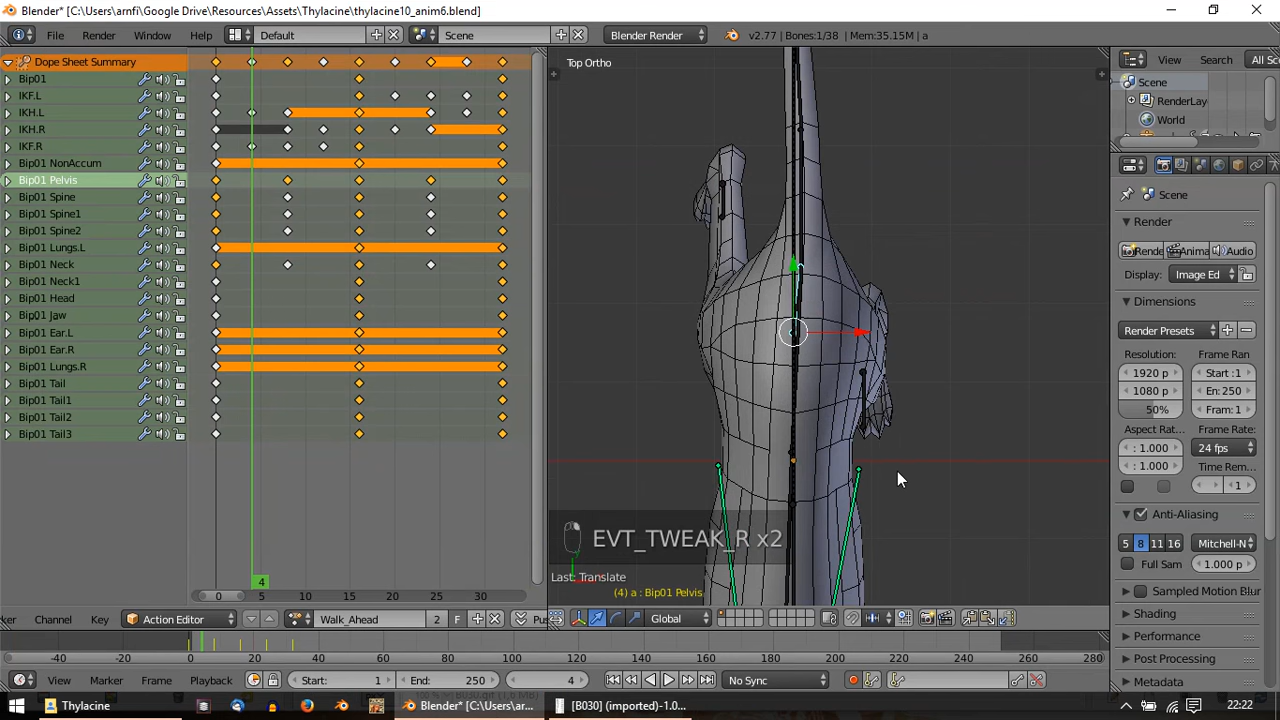 Blender* [C:\Users\arnfi\Google Drive\Resources\Assets\Thylacine\thylacine10_anim6.blend]
File Render Window Help Default Scene Blender Render v2.77 | Bones:1/38 | Mem:35.15M | a
Dope Sheet Summary
Bip01
IKF.L
IKH.L
IKH.R
IKF.R
Bip01 NonAccum
Bip01 Pelvis
Bip01 Spine
Bip01 Spine1
Bip01 Spine2
Bip01 Lungs.L
Bip01 Neck
Bip01 Neck1
Bip01 Head
Bip01 Jaw
Bip01 Ear.L
Bip01 Ear.R
Bip01 Lungs.R
Bip01 Tail
Bip01 Tail1
Bip01 Tail2
Bip01 Tail3
4
0 5 10 15 20 25 30
ker Channel Key Action Editor Walk_Ahead 2 F Pus
Top Ortho
EVT_TWEAK_R x2
Last: Translate
(4) a : Bip01 Pelvis
Global
View Search All Sc
Scene
RenderLay
World
Scene
Render
Rende Anima Audio
Display: Image Ed
Dimensions
Render Presets
Resolution: Frame Ran
1920 p Start : 1
1080 p En: 250
50% Fram: 1
Aspect Rat... Frame Rate:
: 1.000 24 fps
: 1.000 Time Rem...
1
Anti-Aliasing
5 8 11 16 Mitchell-N
Full Sam : 1.000 p
Sampled Motion Blur
Shading
Performance
Post Processing
Metadata
-40 -20 0 20 40 60 80 100 120 140 160 180 200 220 240 260 280
View Marker Frame Playback Start: 1 End: 250 4 No Sync
Thylacine Blender* [C:\Users\ar... [B030] (imported)-1.0... 22:22